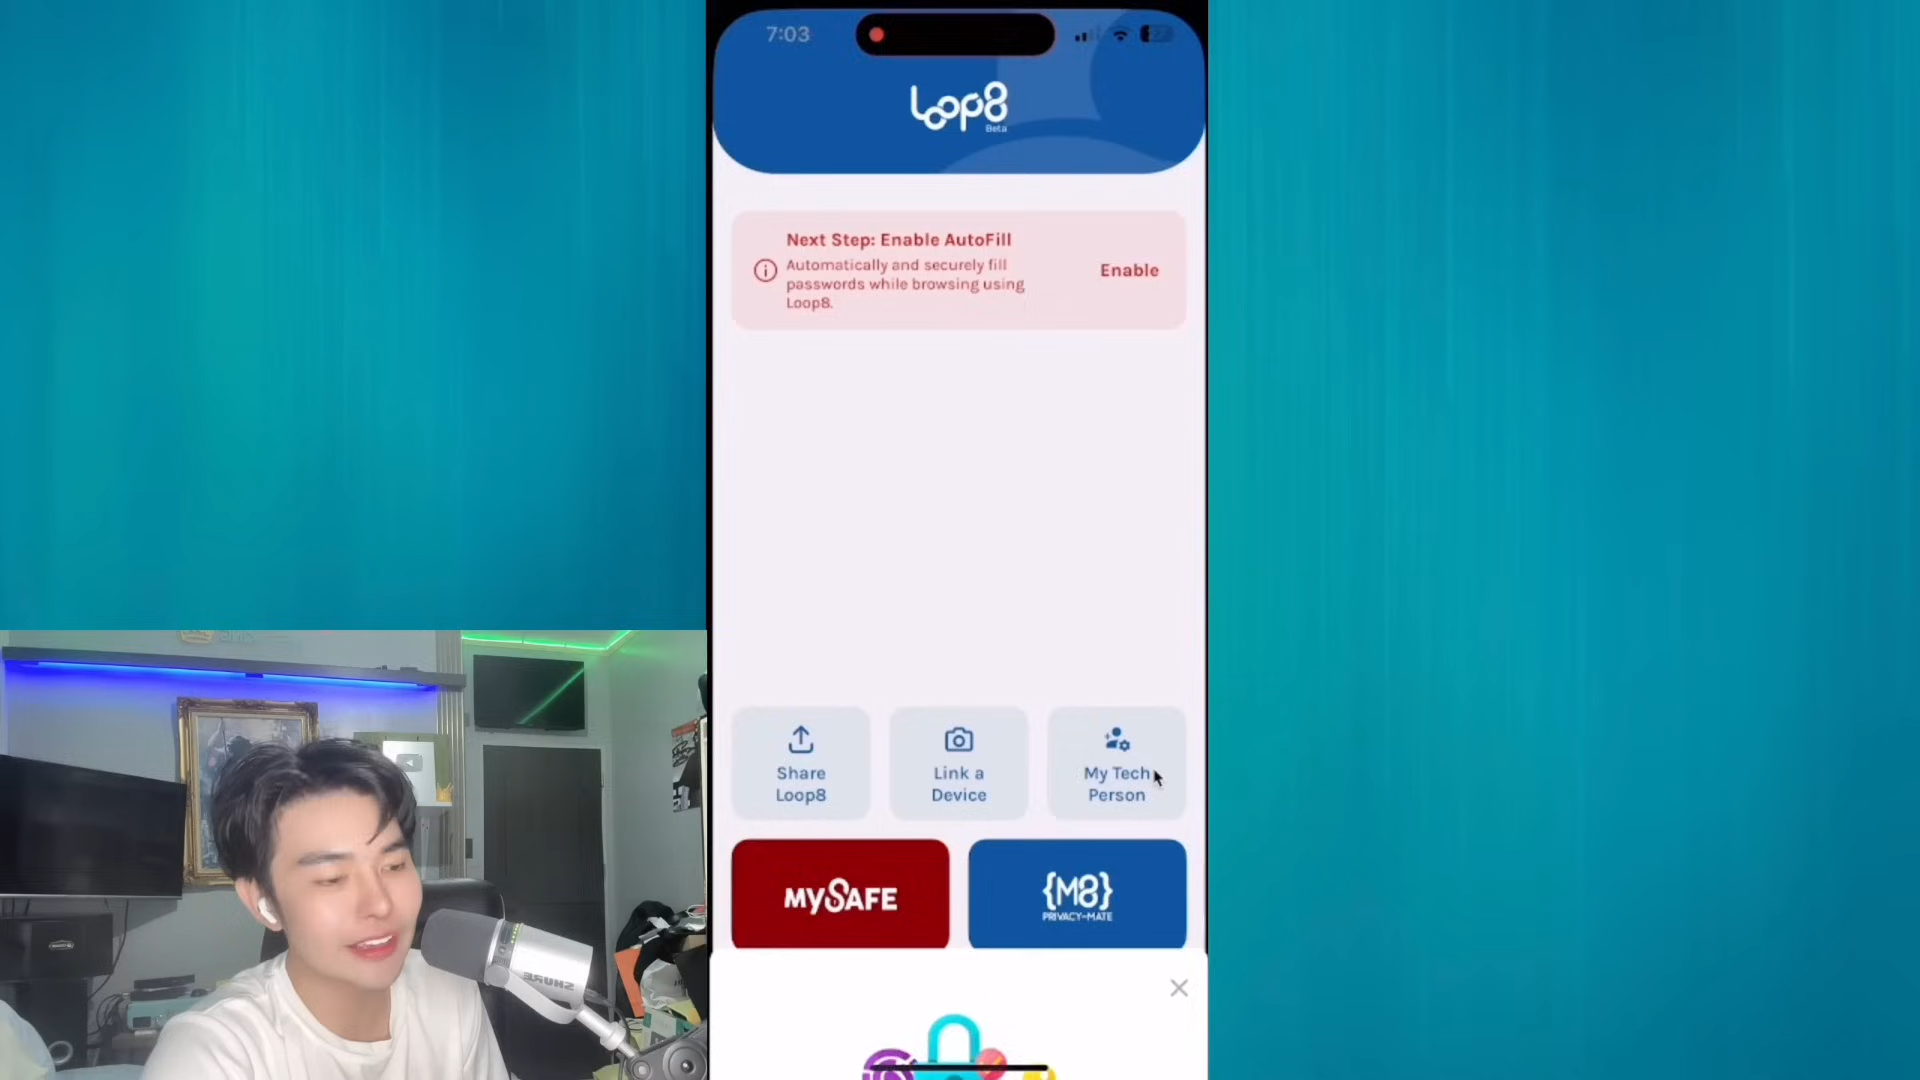 7:03
Loop8
Beta
Next Step: Enable AutoFill
Automatically and securely fill
passwords while browsing using
Loop8.
Enable
Share
Loop8
Link a
Device
My Tech
Person
MYSAFE
{M8}
PRIVACY-MATE
SHURE